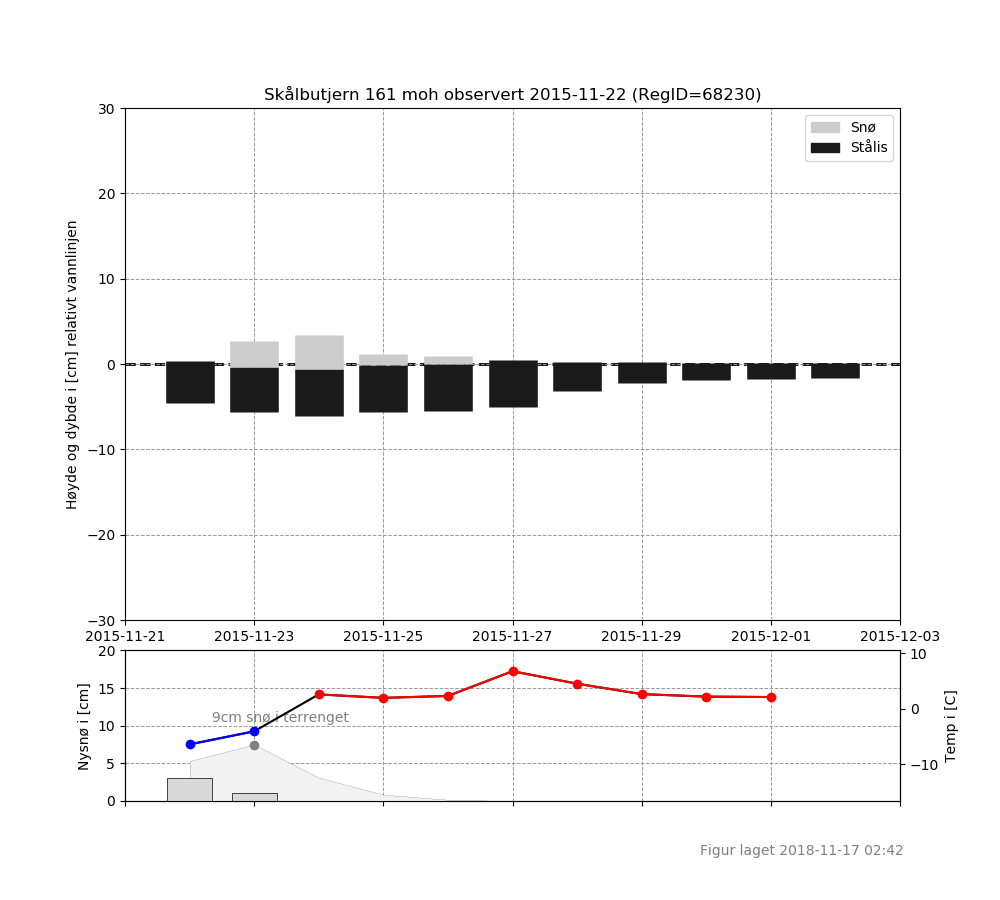 Skålbutjern 161 moh observert 2015-11-22 (RegID=68230)
Snø
Stålis
30
20
10
0
−10
−20
−30
Høyde og dybde i [cm] relativt vannlinjen
2015-11-21 2015-11-23 2015-11-25 2015-11-27 2015-11-29 2015-12-01 2015-12-03
20
15
10
5
0
Nysnø i [cm]
9cm snø i terrenget
10
0
−10
Temp i [C]
Figur laget 2018-11-17 02:42